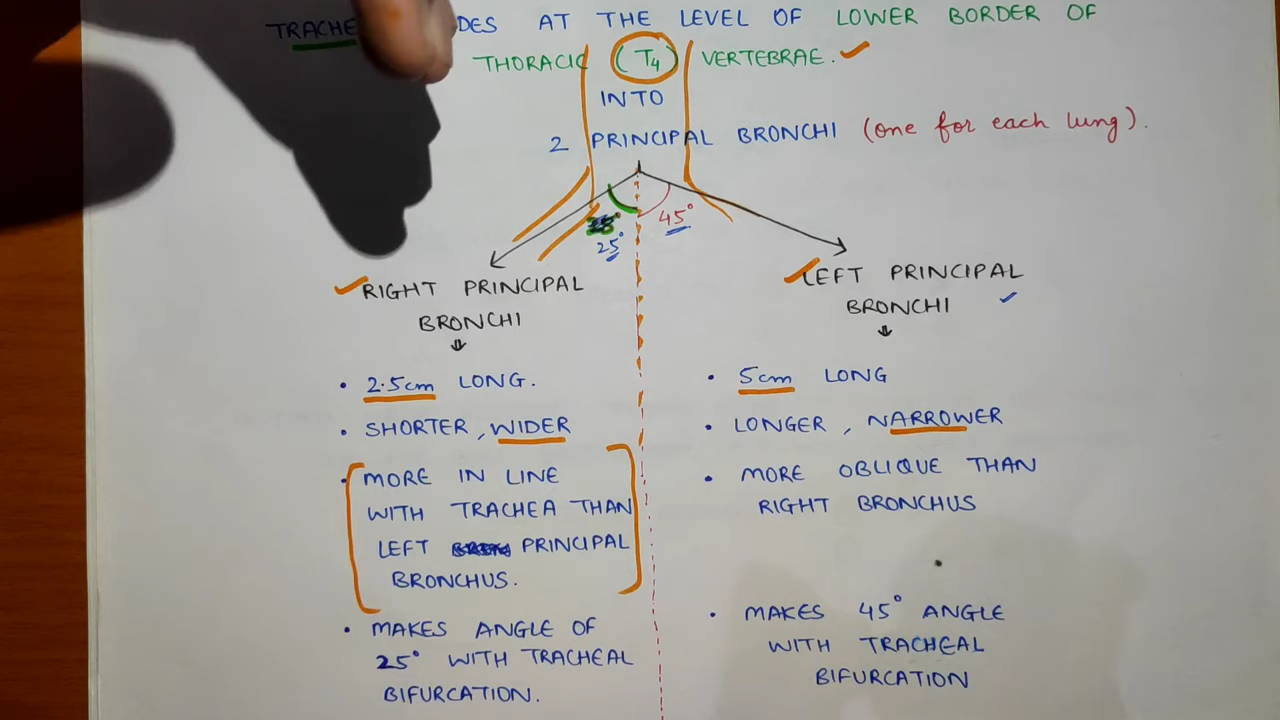 TRACHE DES AT THE LEVEL OF LOWER BORDER OF
THORACIC (T4) VERTEBRAE.
INTO
2 PRINCIPAL BRONCHI (one for each lung).
25° 45°
RIGHT PRINCIPAL
BRONCHI
• 2.5cm LONG.
• SHORTER, WIDER
• MORE IN LINE
WITH TRACHEA THAN
LEFT PRINCIPAL
BRONCHUS.
• MAKES ANGLE OF
25° WITH TRACHEAL
BIFURCATION.
LEFT PRINCIPAL
BRONCHI
• 5cm LONG
• LONGER, NARROWER
• MORE OBLIQUE THAN
RIGHT BRONCHUS
• MAKES 45° ANGLE
WITH TRACHEAL
BIFURCATION